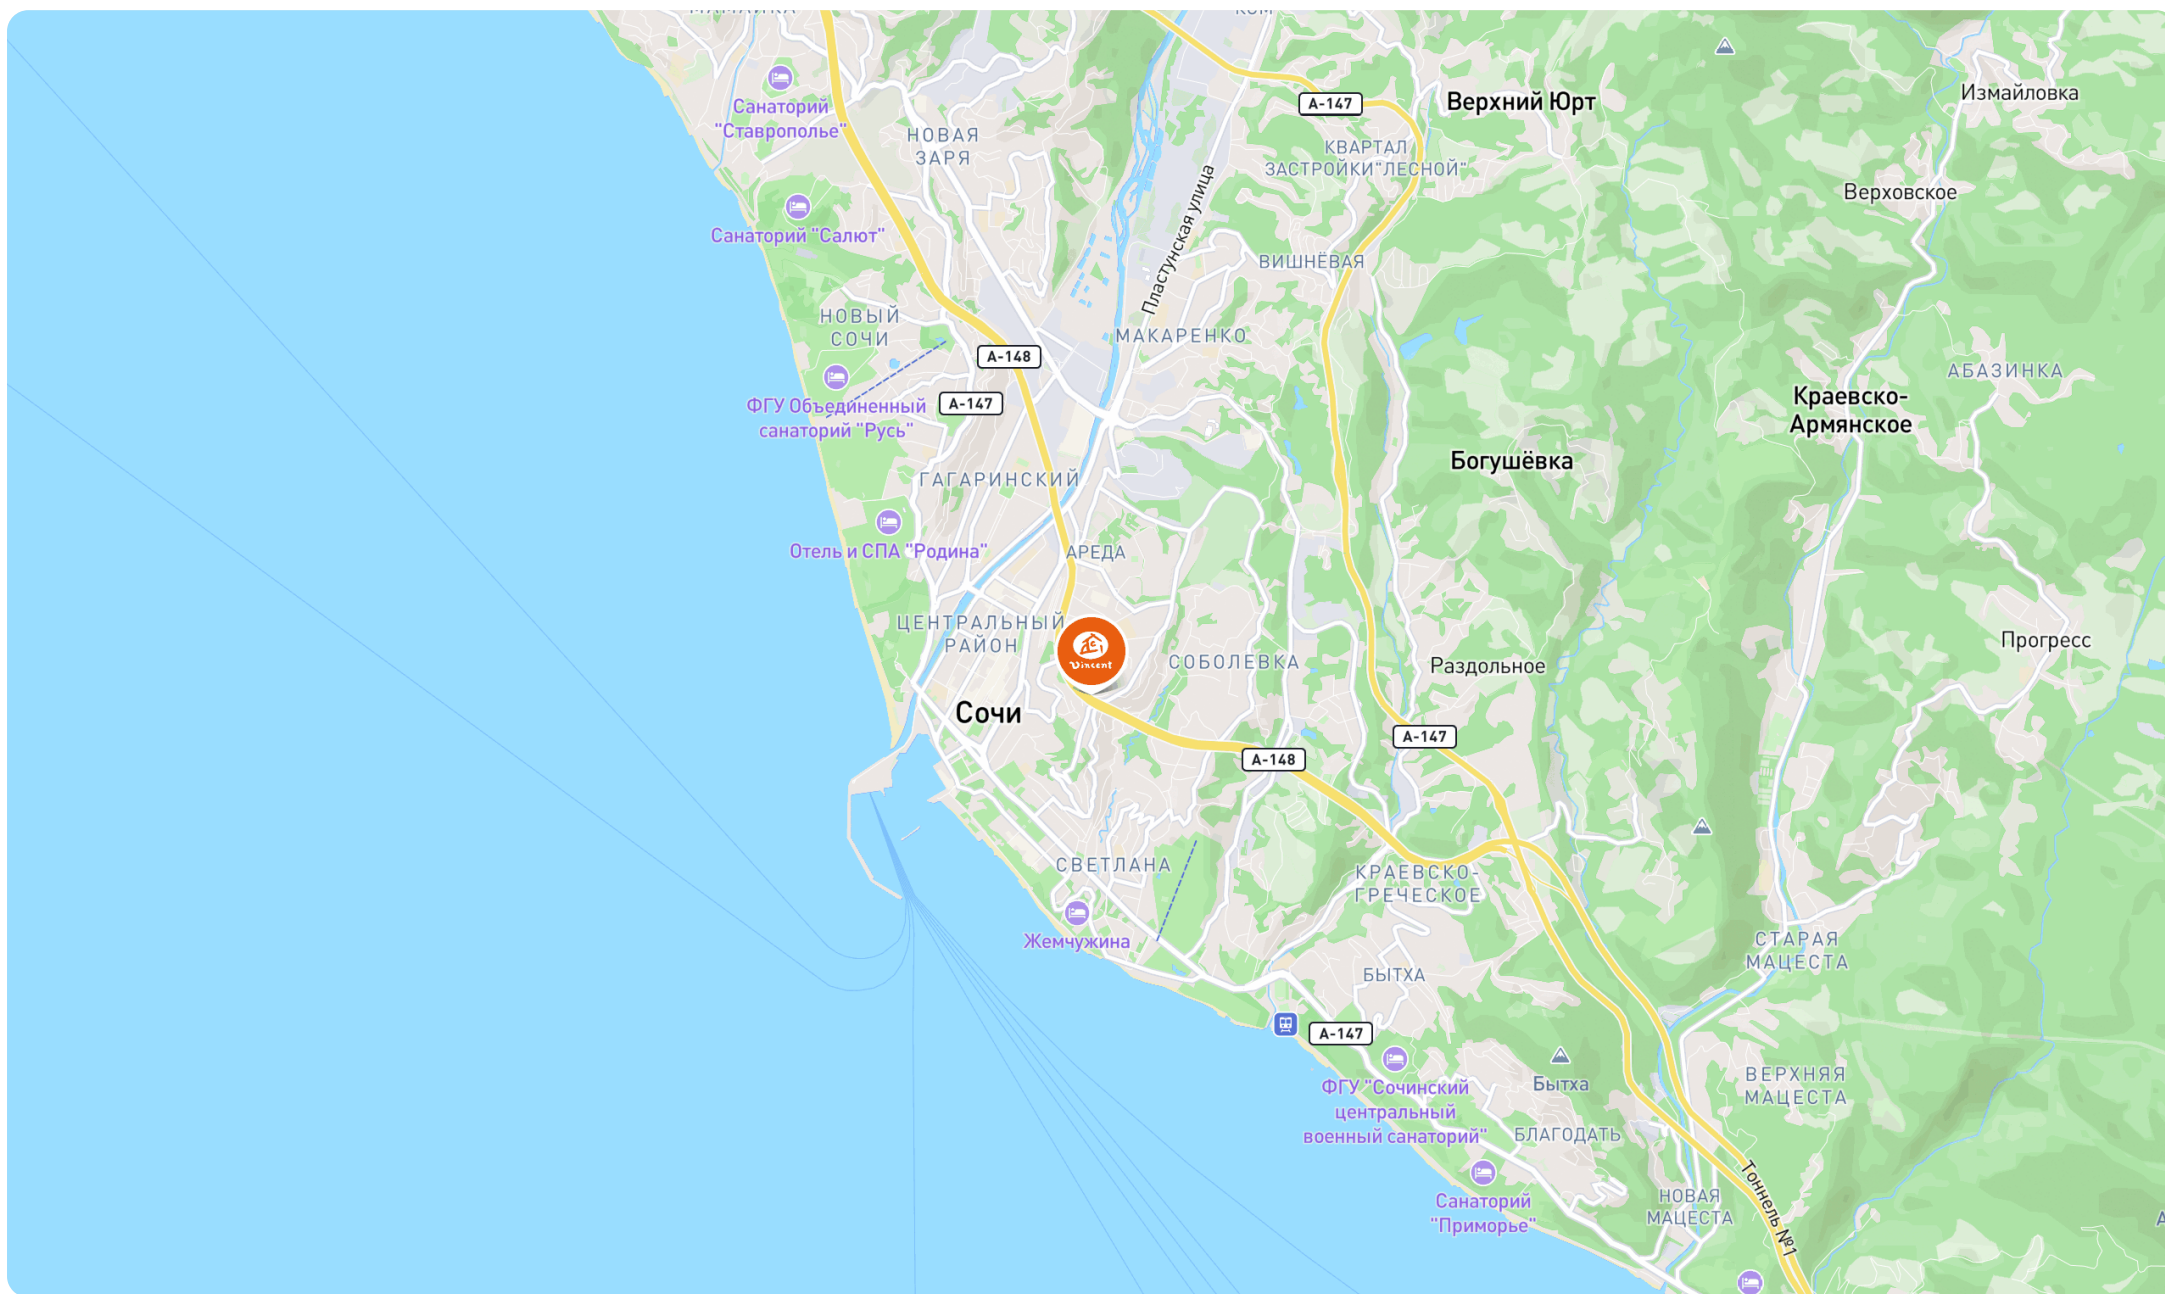 МАМАЙКА
КОМ
Санаторий
"Ставрополье"
НОВАЯ
ЗАРЯ
А-147
Верхний Юрт
Измайловка
КВАРТАЛ
ЗАСТРОЙКИ"ЛЕСНОЙ"
Верховское
Санаторий "Салют"
Пластунская улица
ВИШНЁВАЯ
НОВЫЙ
СОЧИ
МАКАРЕНКО
А-148
А-147
АБАЗИНКА
Краевско-
Армянское
ФГУ Объединенный
санаторий "Русь"
Богушёвка
ГАГАРИНСКИЙ
Отель и СПА "Родина"
АРЕДА
ЦЕНТРАЛЬНЫЙ
РАЙОН
Vincent
СОБОЛЕВКА
Раздольное
Прогресс
Сочи
А-147
А-148
СВЕТЛАНА
КРАЕВСКО-
ГРЕЧЕСКОЕ
Жемчужина
СТАРАЯ
МАЦЕСТА
БЫТХА
А-147
ФГУ "Сочинский
центральный
военный санаторий"
Бытха
ВЕРХНЯЯ
МАЦЕСТА
БЛАГОДАТЬ
Санаторий
"Приморье"
НОВАЯ
МАЦЕСТА
Тоннель №1